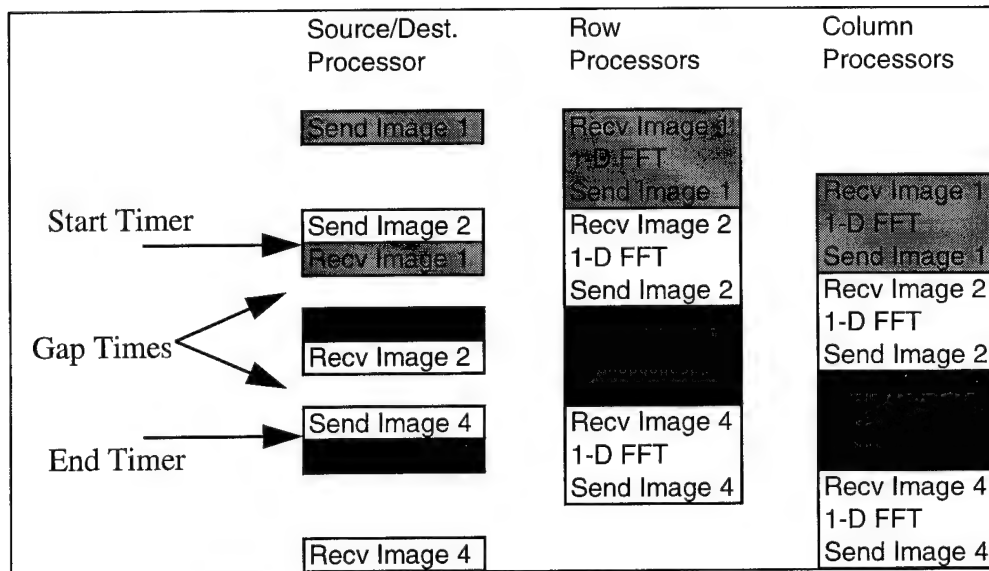 Source/Dest.
Processor
Send Image 1
Send Image 2
Recv Image 1
Recv Image 2
Send Image 4
Recv Image 4
Start Timer
Gap Times
End Timer
Row
Processors
Recv Image 1
1-D FFT
Send Image 1
Recv Image 2
1-D FFT
Send Image 2
Recv Image 4
1-D FFT
Send Image 4
Column
Processors
Recv Image 1
1-D FFT
Send Image 1
Recv Image 2
1-D FFT
Send Image 2
Recv Image 4
1-D FFT
Send Image 4